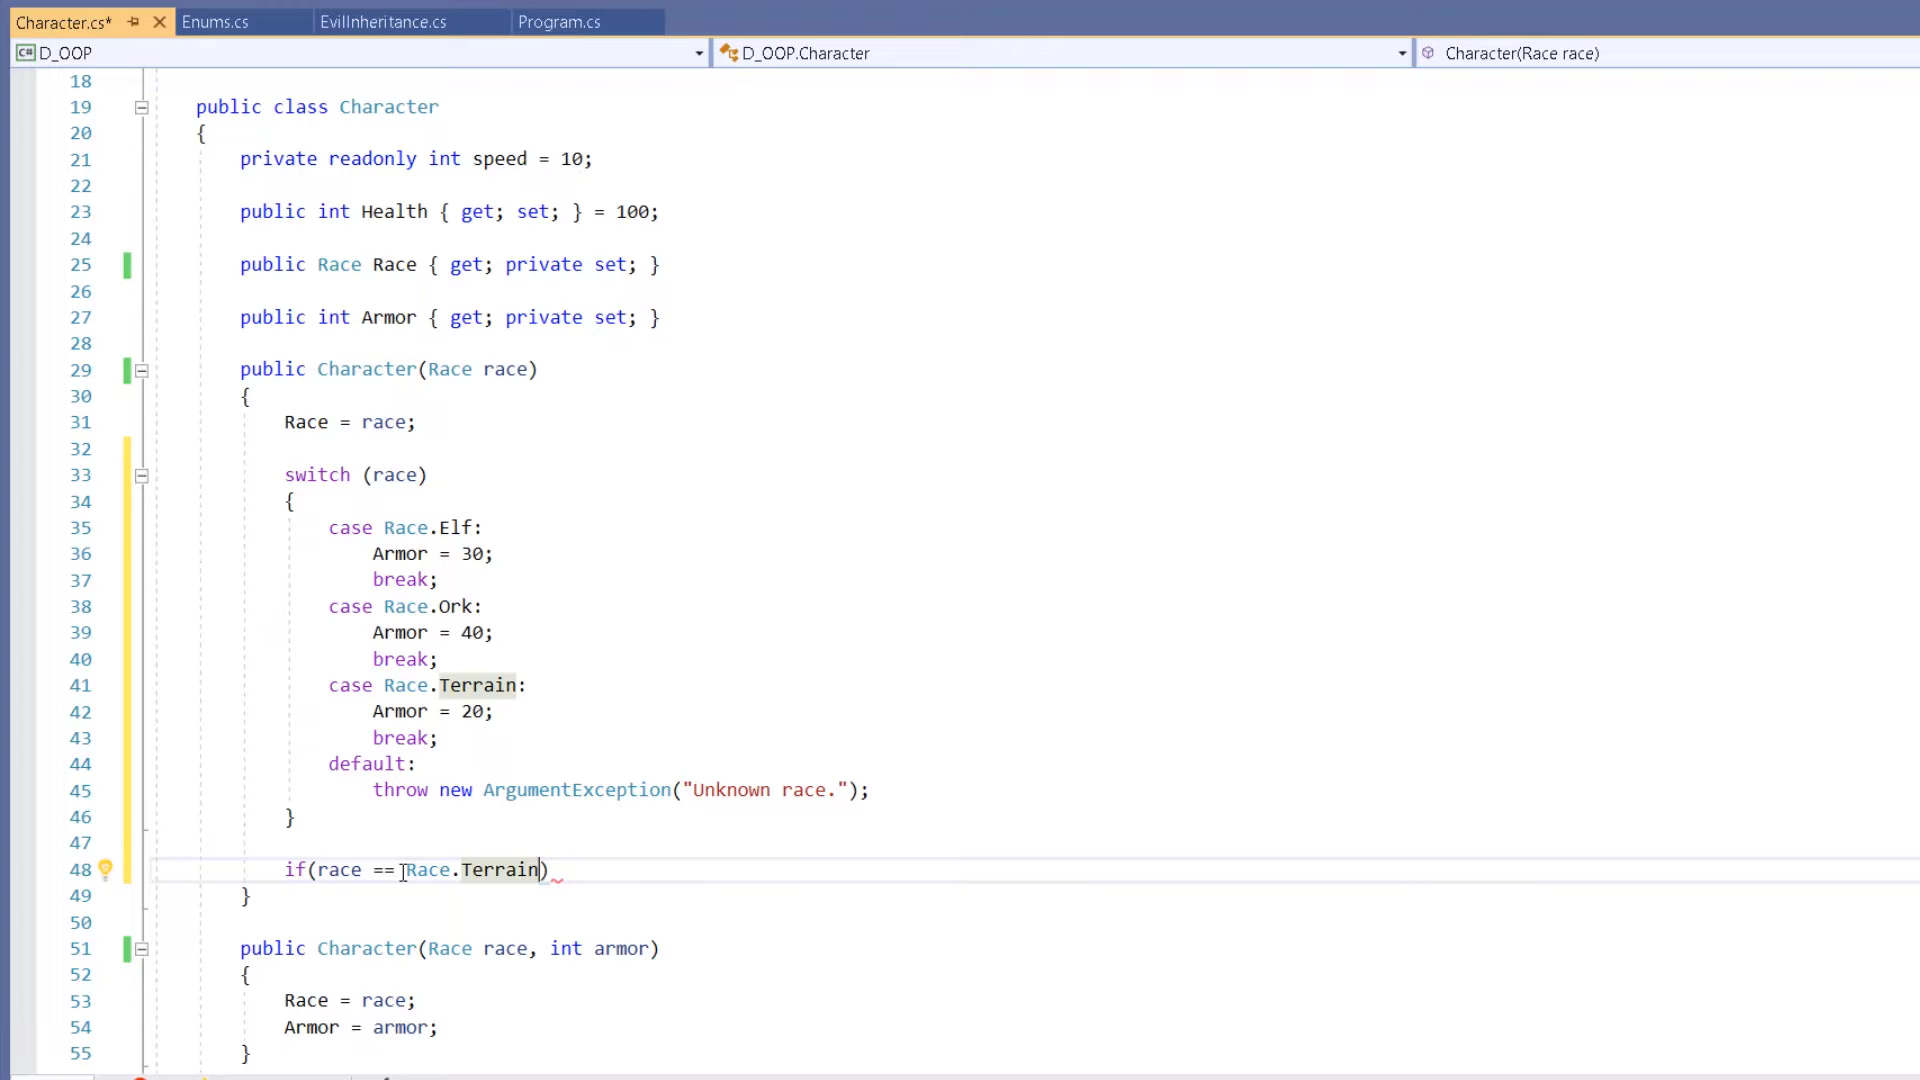 Character.cs* Enums.cs EvilInheritance.cs Program.cs
C# D_OOP D_OOP.Character Character(Race race)
18
19 public class Character
20 {
21 private readonly int speed = 10;
22
23 public int Health { get; set; } = 100;
24
25 public Race Race { get; private set; }
26
27 public int Armor { get; private set; }
28
29 public Character(Race race)
30 {
31 Race = race;
32
33 switch (race)
34 {
35 case Race.Elf:
36 Armor = 30;
37 break;
38 case Race.Ork:
39 Armor = 40;
40 break;
41 case Race.Terrain:
42 Armor = 20;
43 break;
44 default:
45 throw new ArgumentException("Unknown race.");
46 }
47
48 if(race == Race.Terrain)
49 }
50
51 public Character(Race race, int armor)
52 {
53 Race = race;
54 Armor = armor;
55 }